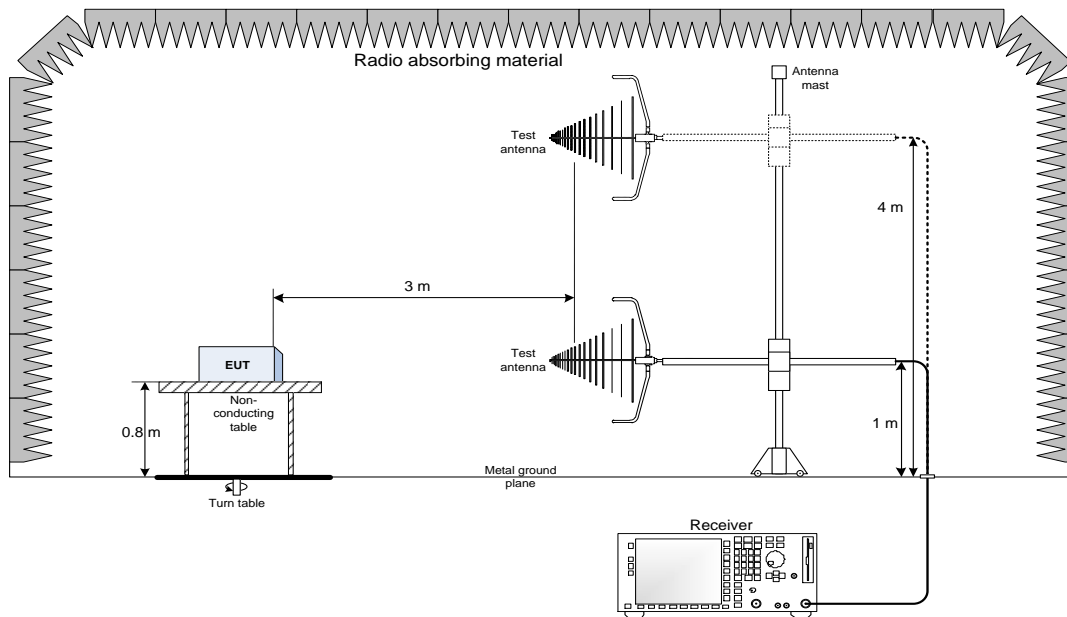 Radio absorbing material
Antenna
mast
Test
antenna
4 m
3 m
Test
antenna
EUT
Non-
conducting
table
0.8 m
1 m
Metal ground
plane
Turn table
Receiver